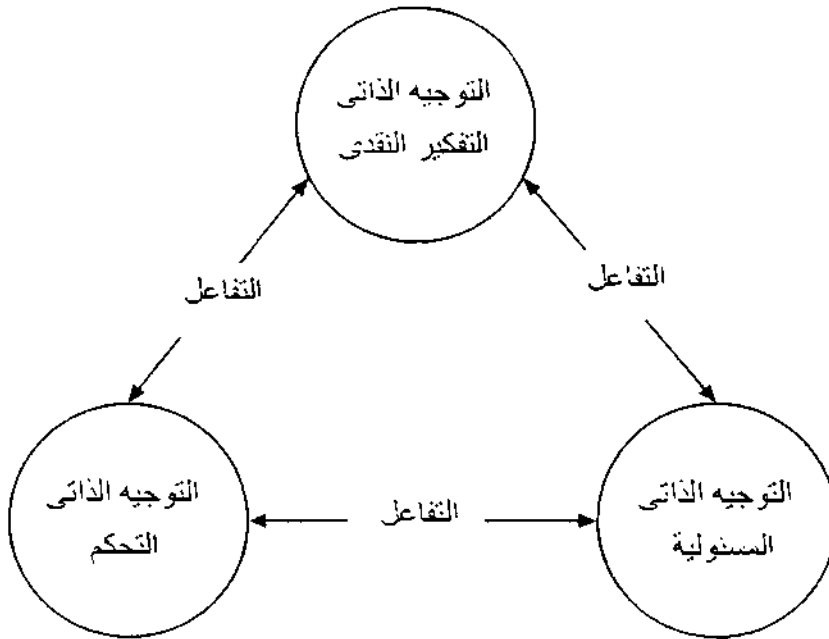 التوجيه الذاتى
التفكير النقدى
التفاعل
التفاعل
التوجيه الذاتى
المسئولية
التفاعل
التوجيه الذاتى
التحكم